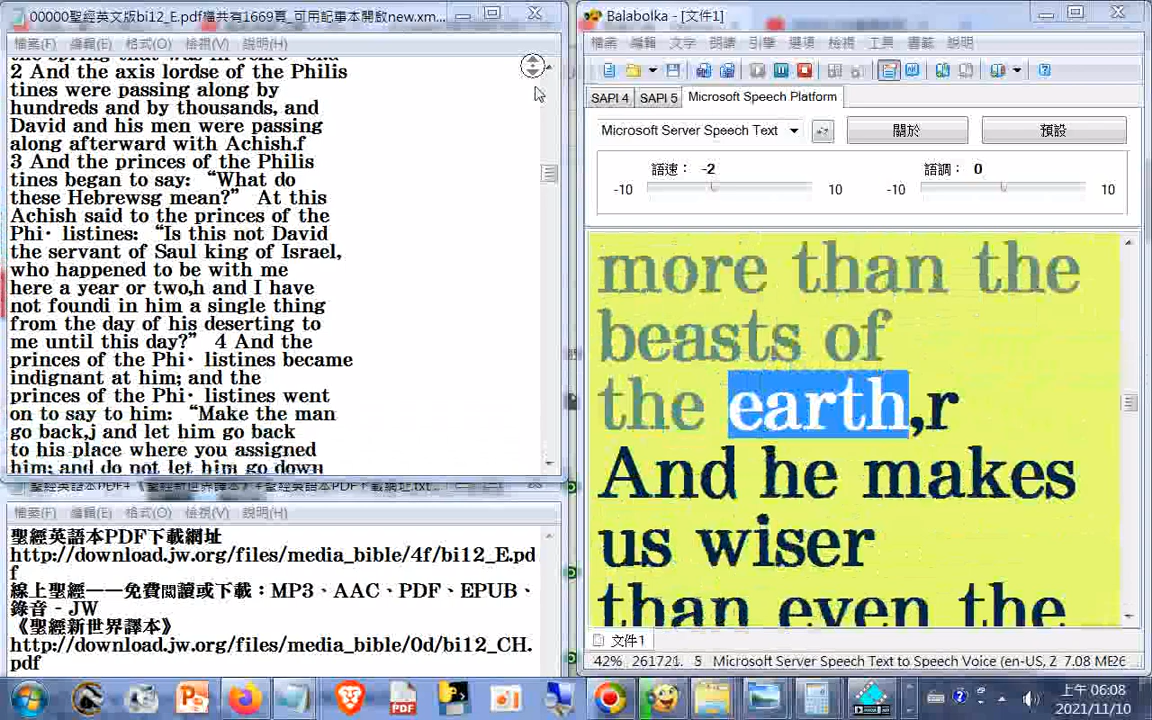 00000聖經英文版bi12_E.pdf檔共有1669頁_可用記事本開啟new.xm...
檔案(F) 編輯(E) 格式(O) 檢視(V) 說明(H)
2 And the axis lordse of the Philis
tines were passing along by
hundreds and by thousands, and
David and his men were passing
along afterward with Achish.f
3 And the princes of the Philis
tines began to say: “What do
these Hebrewsg mean?” At this
Achish said to the princes of the
Phi· listines: “Is this not David
the servant of Saul king of Israel,
who happened to be with me
here a year or two,h and I have
not foundi in him a single thing
from the day of his deserting to
me until this day?” 4 And the
princes of the Phi· listines became
indignant at him; and the
princes of the Phi· listines went
on to say to him: “Make the man
go back,j and let him go back
to his place where you assigned
him; and do not let him go down
檔案(F) 編輯(E) 格式(O) 檢視(V) 說明(H)
聖經英語本PDF下載網址
http://download.jw.org/files/media_bible/4f/bi12_E.pd
f
線上聖經——免費閱讀或下載：MP3、AAC、PDF、EPUB、
錄音 - JW
《聖經新世界譯本》
http://download.jw.org/files/media_bible/0d/bi12_CH.
pdf
Balabolka - [文件1]
檔案 編輯 文字 朗讀 引擎 選項 檢視 工具 書籤 說明
SAPI 4 SAPI 5 Microsoft Speech Platform
Microsoft Server Speech Text 關於 預設
語速： -2 語調： 0
-10 10 -10 10
more than the
beasts of
the earth,r
And he makes
us wiser
than even the
文件1
42% 261721. 5 Microsoft Server Speech Text to Speech Voice (en-US, 2 7.08 ME26
PDF
上午 06:08
2021/11/10